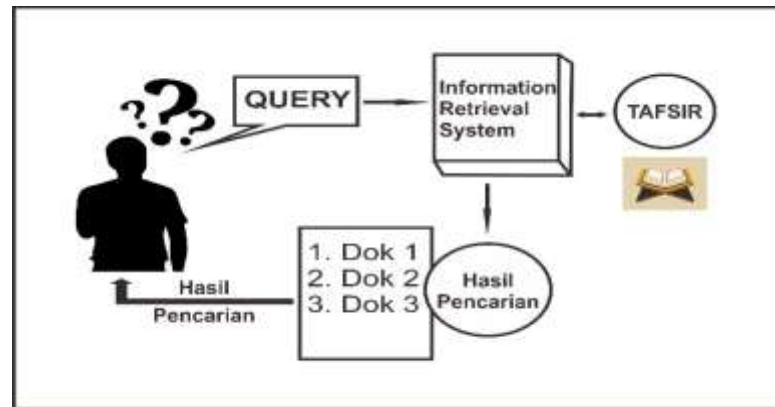 ? ? ?
QUERY
Information
Retrieval
System
TAFSIR
1. Dok 1
2. Dok 2
3. Dok 3
Hasil
Pencarian
Hasil
Pencarian